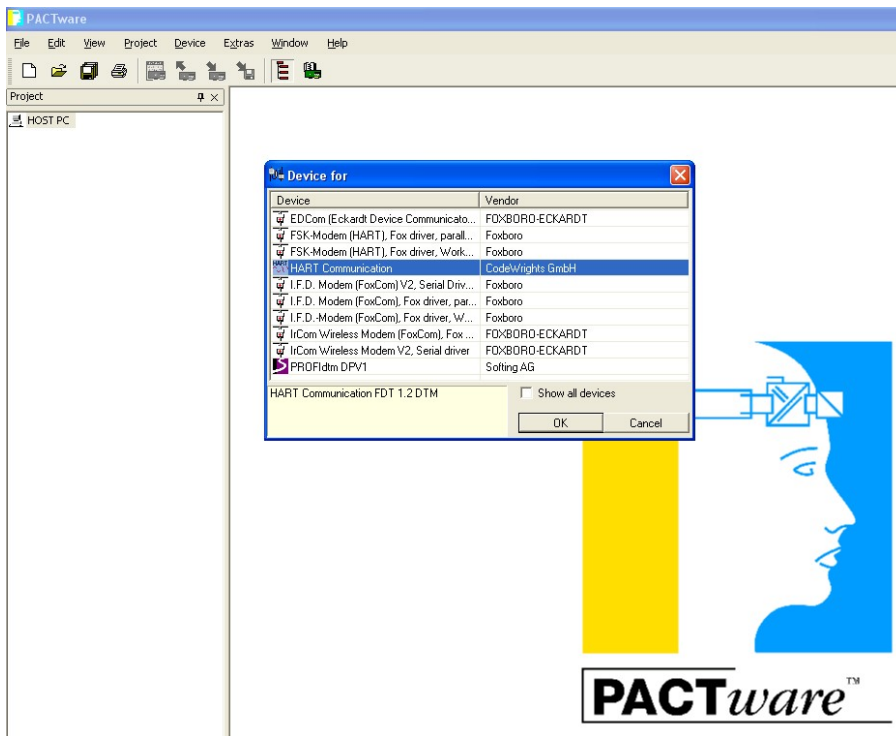 PACTware
File Edit View Project Device Extras Window Help
Project
HOST PC
Device for
Device Vendor
EDCom (Eckardt Device Communicato... FOXBORO-ECKARDT
FSK-Modem (HART), Fox driver, parall... Foxboro
FSK-Modem (HART), Fox driver, Work... Foxboro
HART Communication CodeWrights GmbH
I.F.D. Modem (FoxCom) V2, Serial Driv... Foxboro
I.F.D. Modem (FoxCom), Fox driver, par... Foxboro
I.F.D.-Modem (FoxCom), Fox driver, W... Foxboro
IrCom Wireless Modem (FoxCom), Fox ... FOXBORO-ECKARDT
IrCom Wireless Modem V2, Serial driver FOXBORO-ECKARDT
PROFIdtm DPV1 Softing AG
HART Communication FDT 1.2 DTM
Show all devices
OK Cancel
PACTware™